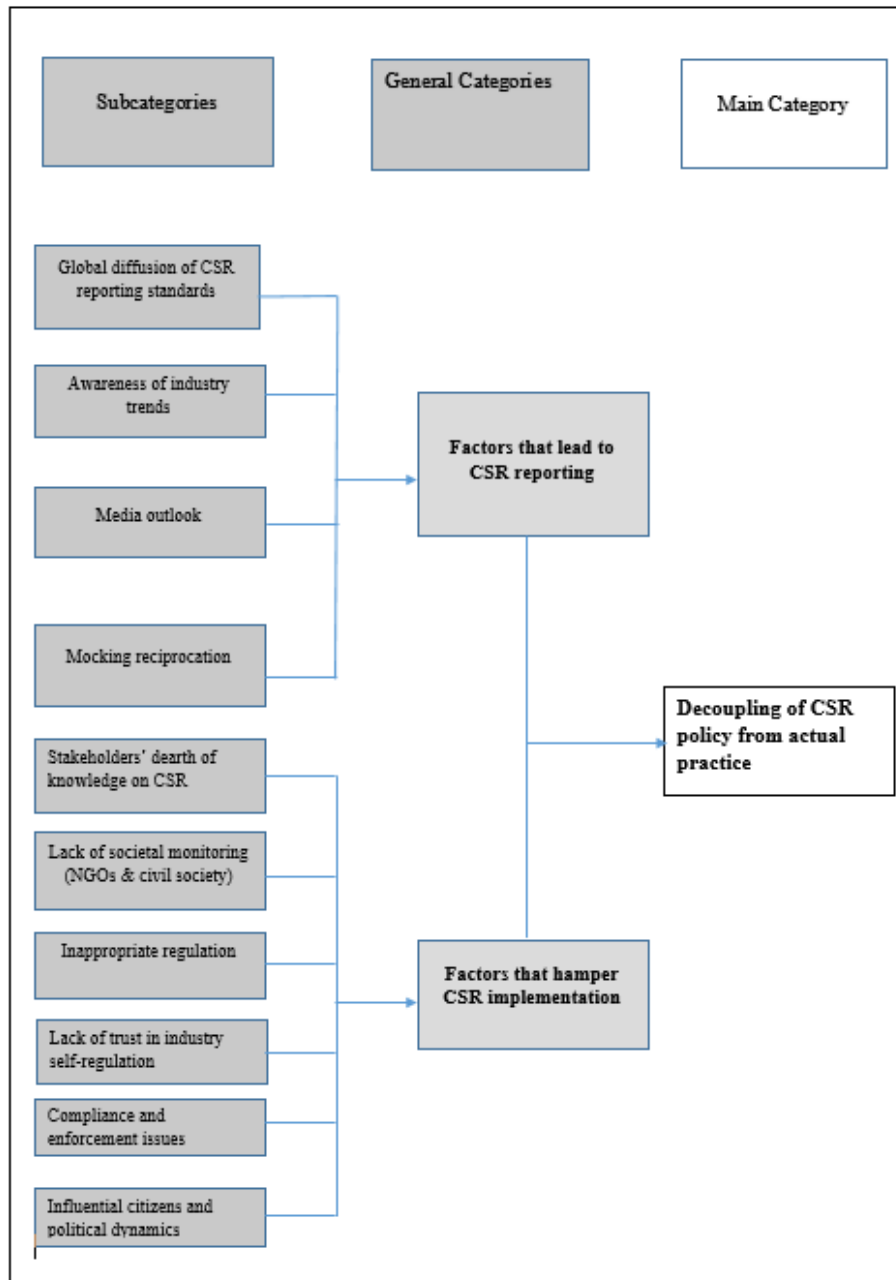 Subcategories
General Categories
Main Category
Global diffusion of CSR
reporting standards
Awareness of industry
trends
Media outlook
Mocking reciprocation
Factors that lead to
CSR reporting
Stakeholders’ dearth of
knowledge on CSR
Lack of societal monitoring
(NGOs & civil society)
Inappropriate regulation
Lack of trust in industry
self-regulation
Compliance and
enforcement issues
Influential citizens and
political dynamics
Factors that hamper
CSR implementation
Decoupling of CSR
policy from actual
practice